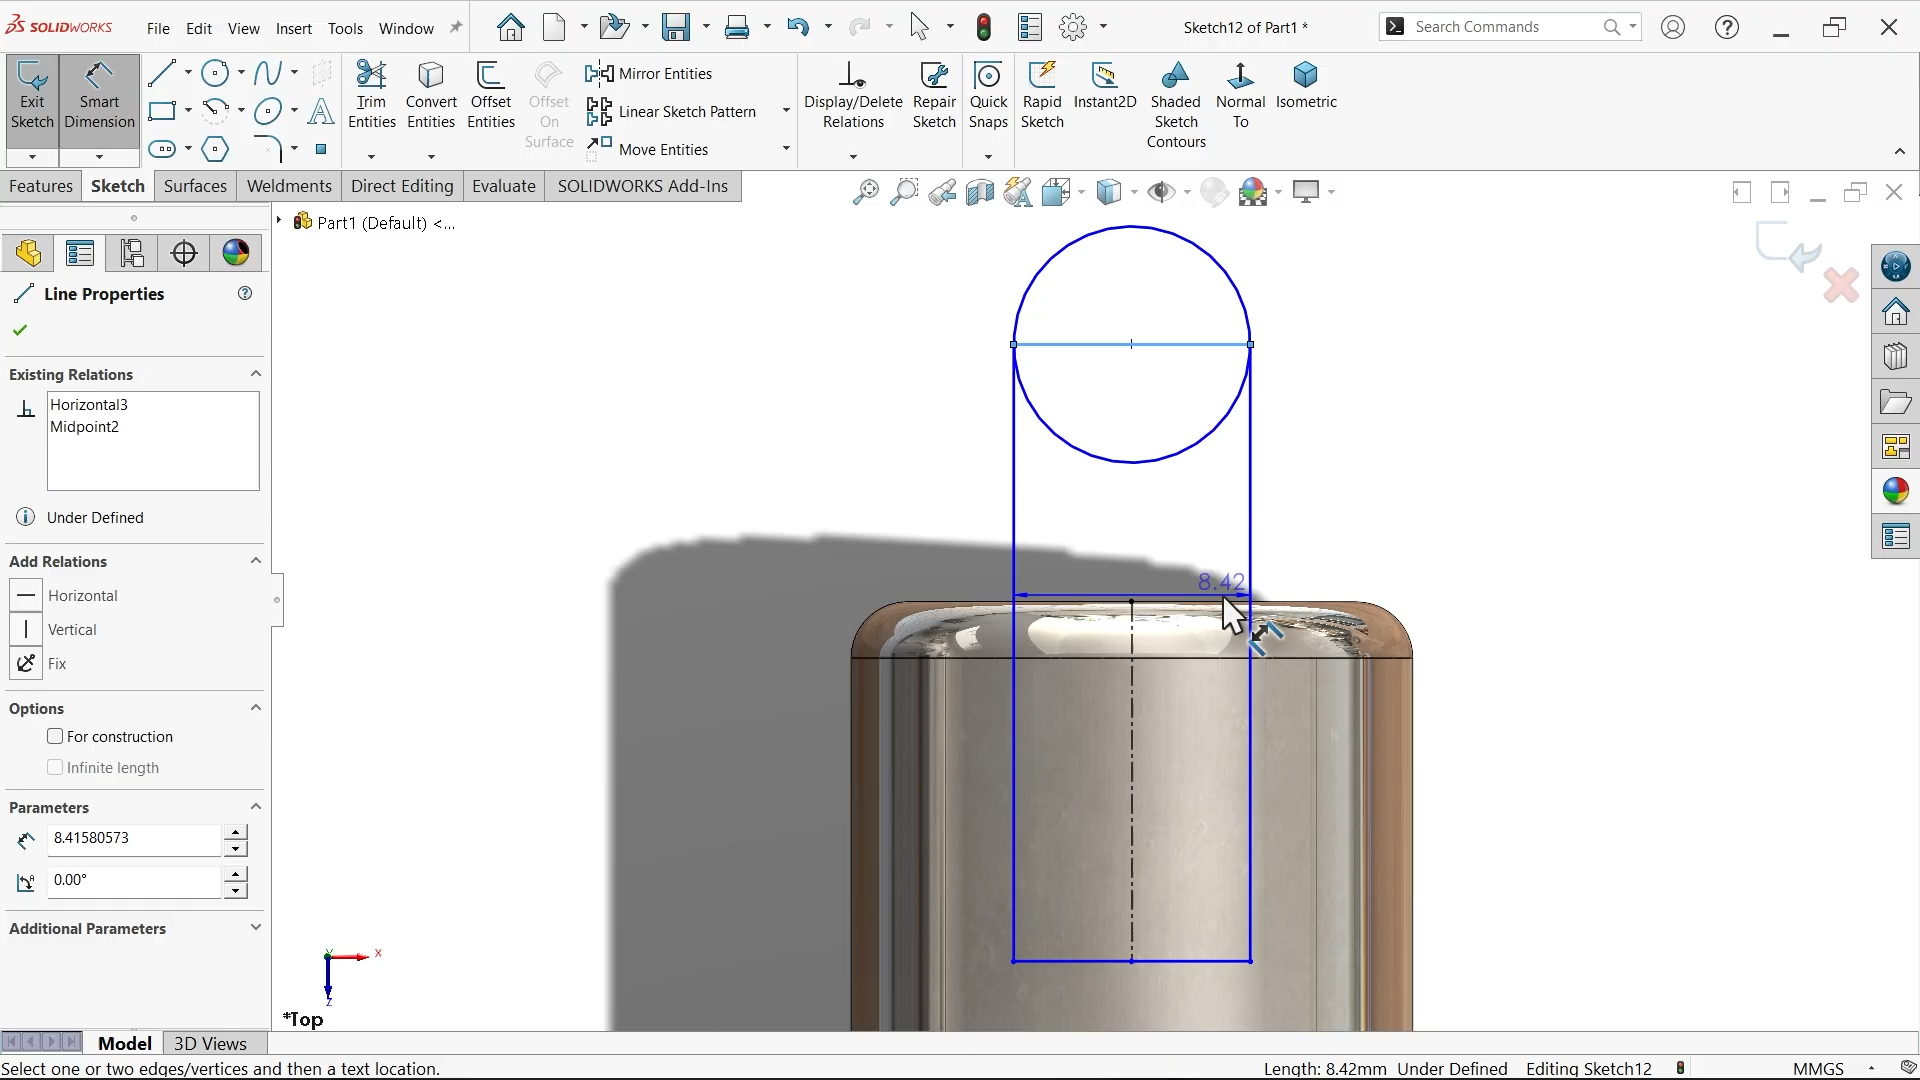 SOLIDWORKS File Edit View Insert Tools Window Sketch12 of Part1 * Search Commands
Exit Sketch
Smart Dimension
Trim Entities
Convert Entities
Offset Entities
Offset On Surface
Mirror Entities
Linear Sketch Pattern
Move Entities
Display/Delete Relations
Repair Sketch
Quick Snaps
Rapid Sketch
Instant2D
Shaded Sketch Contours
Normal To
Isometric
Features Sketch Surfaces Weldments Direct Editing Evaluate SOLIDWORKS Add-Ins
Part1 (Default) <...
Line Properties
Existing Relations
Horizontal3
Midpoint2
Under Defined
Add Relations
Horizontal
Vertical
Fix
Options
For construction
Infinite length
Parameters
8.41580573
0.00°
Additional Parameters
8.42
Y
X
Z
*Top
Model 3D Views
Select one or two edges/vertices and then a text location. Length: 8.42mm Under Defined Editing Sketch12 MMGS